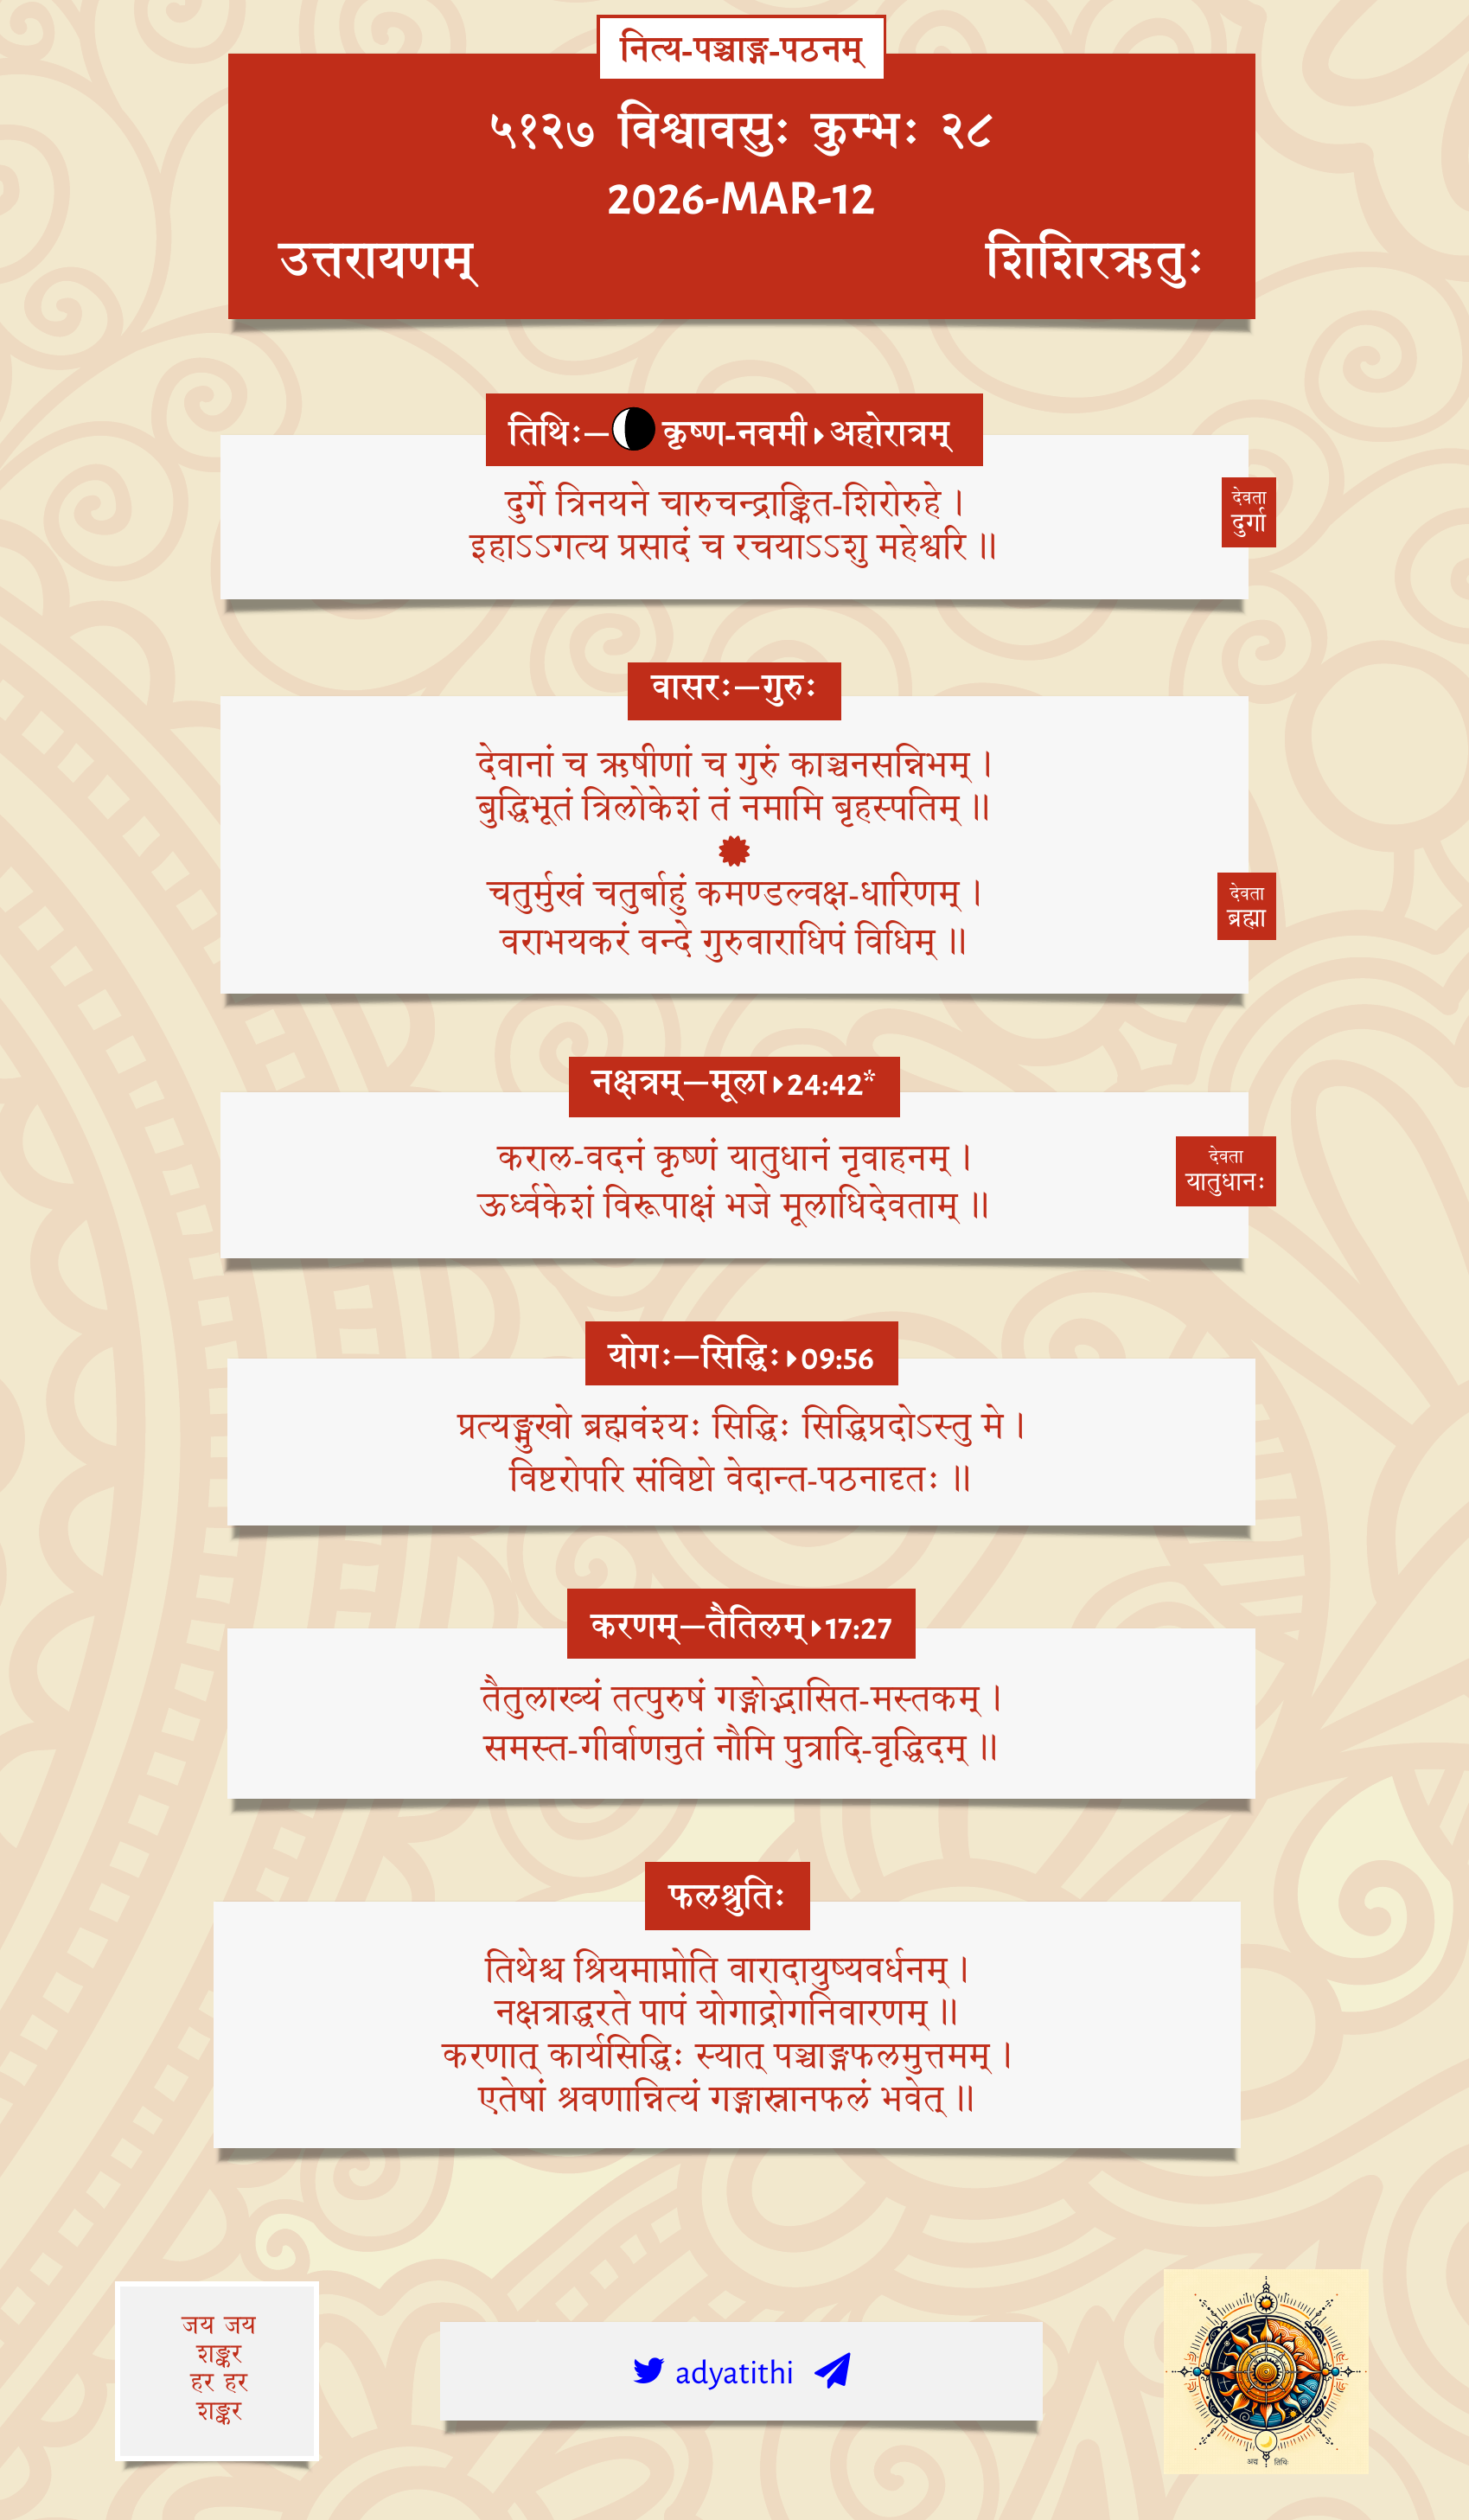 नित्य-पञ्चाङ्ग-पठनम्
५१२७ विश्वावसुः कुम्भः २८
2026-MAR-12
उत्तरायणम् शिशिरऋतुः
तिथिः— कृष्ण-नवमी ▸ अहोरात्रम्
दुर्गे त्रिनयने चारुचन्द्राङ्कित-शिरोरुहे ।
इहाऽऽगत्य प्रसादं च रचयाऽऽशु महेश्वरि ॥
देवता
दुर्गा
वासरः—गुरुः
देवानां च ऋषीणां च गुरुं काञ्चनसन्निभम् ।
बुद्धिभूतं त्रिलोकेशं तं नमामि बृहस्पतिम् ॥
चतुर्मुखं चतुर्बाहुं कमण्डल्वक्ष-धारिणम् ।
वराभयकरं वन्दे गुरुवाराधिपं विधिम् ॥
देवता
ब्रह्मा
नक्षत्रम्—मूला ▸ 24:42*
कराल-वदनं कृष्णं यातुधानं नृवाहनम् ।
ऊर्ध्वकेशं विरूपाक्षं भजे मूलाधिदेवताम् ॥
देवता
यातुधानः
योगः—सिद्धिः ▸ 09:56
प्रत्यङ्मुखो ब्रह्मवंश्यः सिद्धिः सिद्धिप्रदोऽस्तु मे ।
विष्टरोपरि संविष्टो वेदान्त-पठनादृतः ॥
करणम्—तैतिलम् ▸ 17:27
तैतुलाख्यं तत्पुरुषं गङ्गोद्भासित-मस्तकम् ।
समस्त-गीर्वाणनुतं नौमि पुत्रादि-वृद्धिदम् ॥
फलश्रुतिः
तिथेश्च श्रियमाप्नोति वारादायुष्यवर्धनम् ।
नक्षत्राद्धरते पापं योगाद्रोगनिवारणम् ॥
करणात् कार्यसिद्धिः स्यात् पञ्चाङ्गफलमुत्तमम् ।
एतेषां श्रवणान्नित्यं गङ्गास्नानफलं भवेत् ॥
जय जय
शङ्कर
हर हर
शङ्कर
adyatithi
अद्य तिथिः